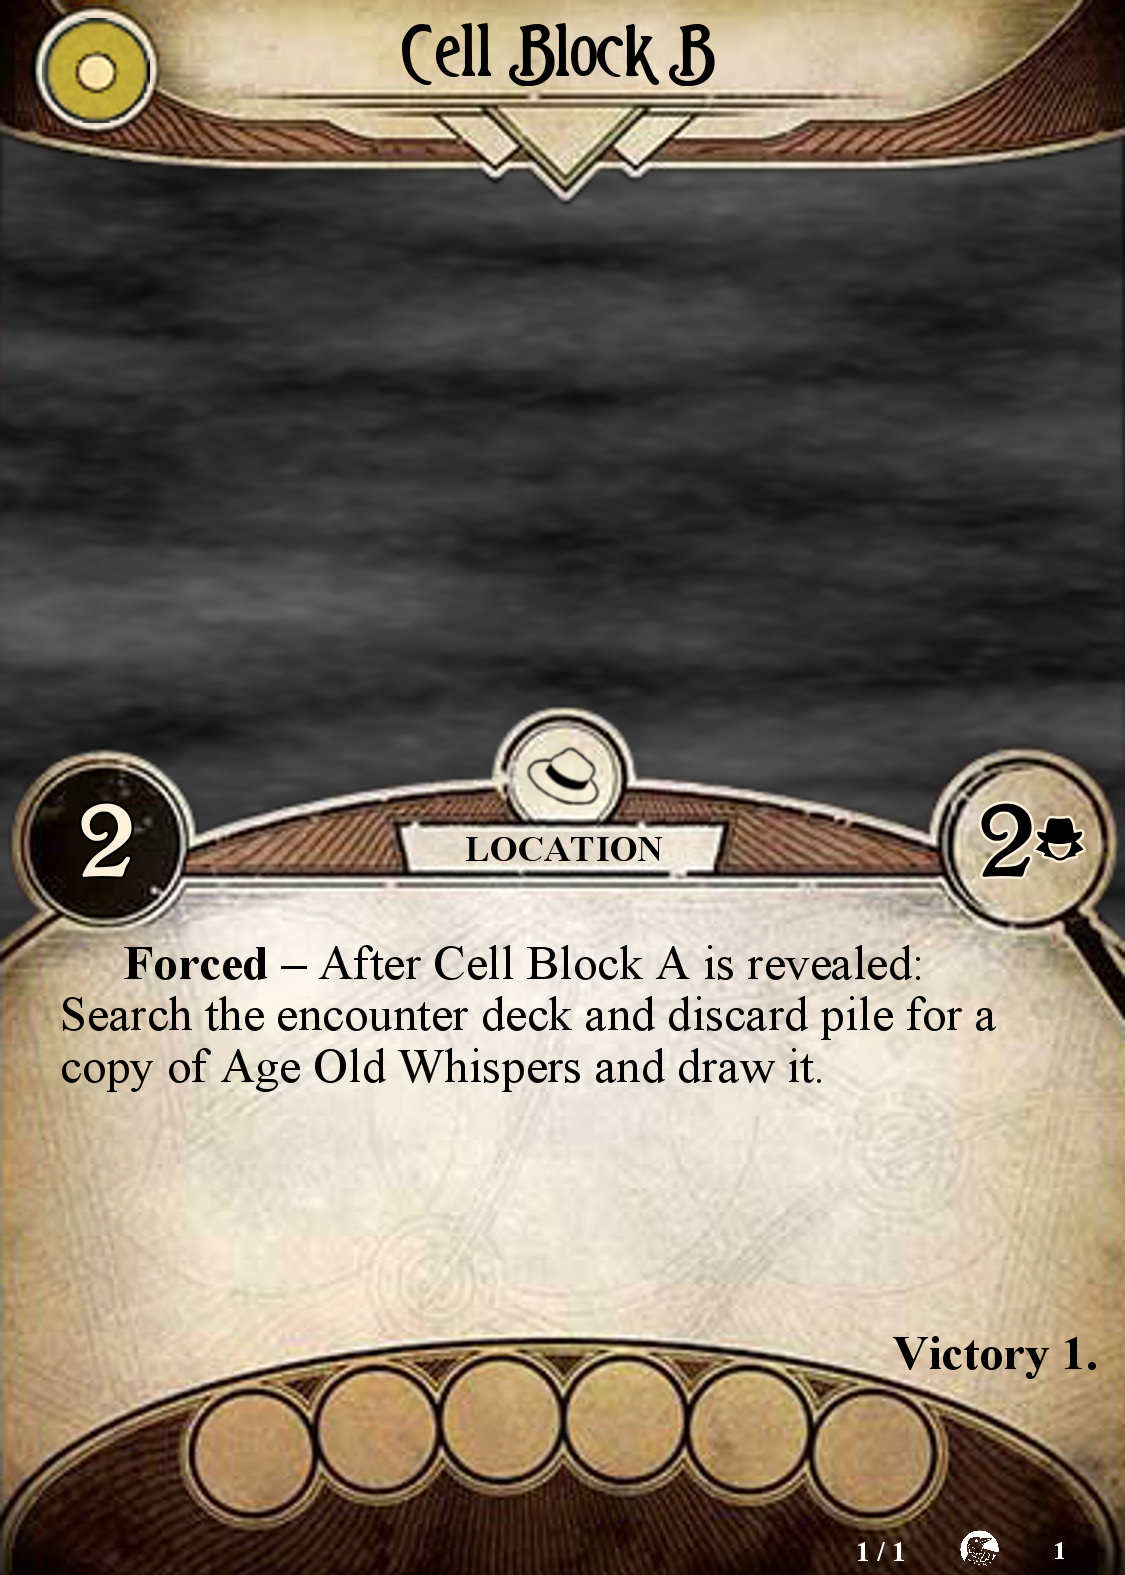 Cell Block B
2
LOCATION
2
Forced – After Cell Block A is revealed:
Search the encounter deck and discard pile for a
copy of Age Old Whispers and draw it.
Victory 1.
1 / 1
1